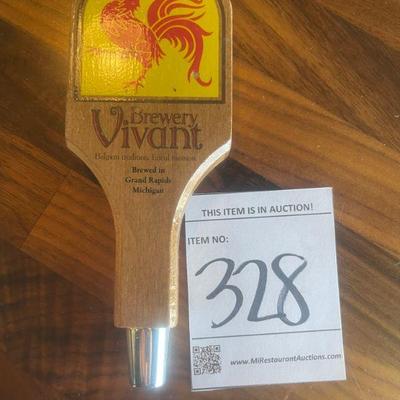 Brewery
Vivant
Belgian tradition. Local
Brewed in
Grand Rapids
Michigan
THIS ITEM IS IN AUCTION!
ITEM NO:
328
www.MiRestaurantAuctions.com